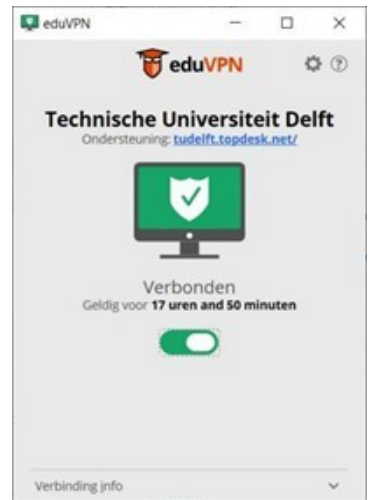 eduVPN
eduVPN
Technische Universiteit Delft
Ondersteuning: tudelft.topdesk.net/
Verbonden
Geldig voor 17 uren and 50 minuten
Verbinding info